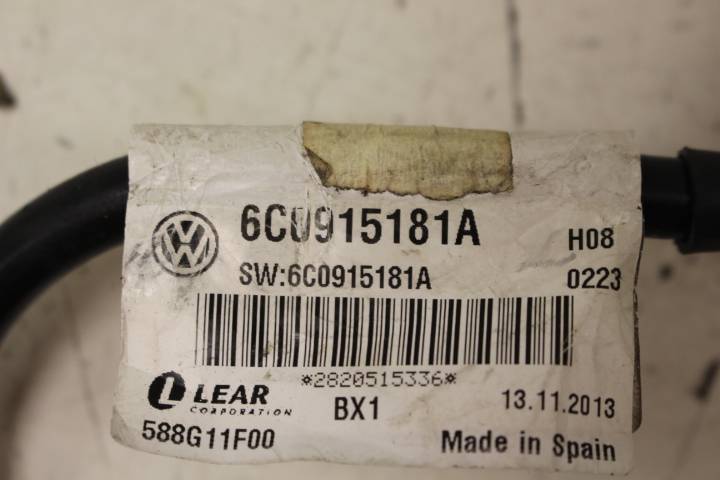 6C0915181A
H08
SW:6C0915181A
0223
*2820515336*
LEAR
CORPORATION
BX1
13.11.2013
588G11F00
Made in Spain